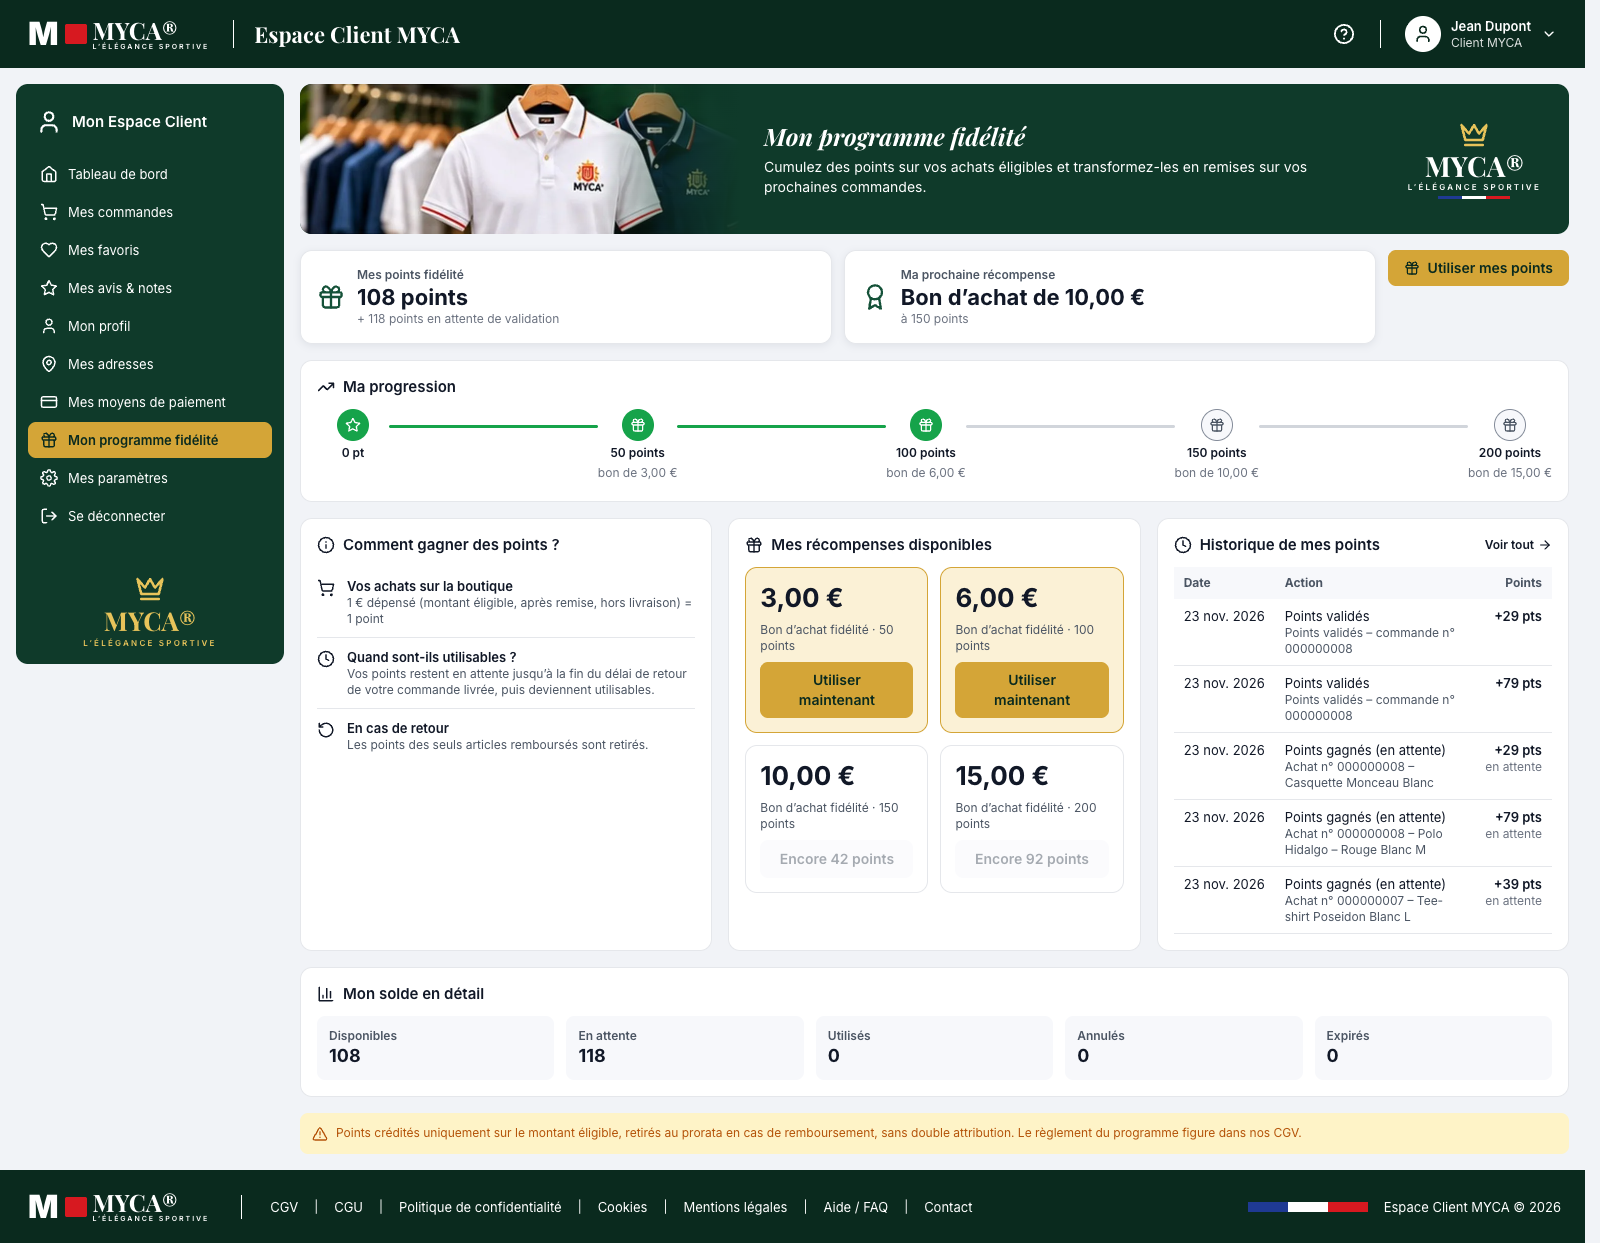 M MYCA®
L'ÉLÉGANCE SPORTIVE
Espace Client MYCA
Jean Dupont
Client MYCA
Mon Espace Client
Tableau de bord
Mes commandes
Mes favoris
Mes avis & notes
Mon profil
Mes adresses
Mes moyens de paiement
Mon programme fidélité
Mes paramètres
Se déconnecter
MYCA®
L'ÉLÉGANCE SPORTIVE
MYCA
MYCA
Mon programme fidélité
Cumulez des points sur vos achats éligibles et transformez-les en remises sur vos
prochaines commandes.
MYCA®
L'ÉLÉGANCE SPORTIVE
Mes points fidélité
108 points
+ 118 points en attente de validation
Ma prochaine récompense
Bon d’achat de 10,00 €
à 150 points
Utiliser mes points
Ma progression
0 pt
50 points
bon de 3,00 €
100 points
bon de 6,00 €
150 points
bon de 10,00 €
200 points
bon de 15,00 €
Comment gagner des points ?
Vos achats sur la boutique
1 € dépensé (montant éligible, après remise, hors livraison) =
1 point
Quand sont-ils utilisables ?
Vos points restent en attente jusqu’à la fin du délai de retour
de votre commande livrée, puis deviennent utilisables.
En cas de retour
Les points des seuls articles remboursés sont retirés.
Mes récompenses disponibles
3,00 €
Bon d’achat fidélité · 50
points
Utiliser
maintenant
6,00 €
Bon d’achat fidélité · 100
points
Utiliser
maintenant
10,00 €
Bon d’achat fidélité · 150
points
Encore 42 points
15,00 €
Bon d’achat fidélité · 200
points
Encore 92 points
Historique de mes points
Voir tout →
Date Action Points
23 nov. 2026 Points validés +29 pts
Points validés – commande n°
000000008
23 nov. 2026 Points validés +79 pts
Points validés – commande n°
000000008
23 nov. 2026 Points gagnés (en attente) +29 pts
Achat n° 000000008 – en attente
Casquette Monceau Blanc
23 nov. 2026 Points gagnés (en attente) +79 pts
Achat n° 000000008 – Polo en attente
Hidalgo – Rouge Blanc M
23 nov. 2026 Points gagnés (en attente) +39 pts
Achat n° 000000007 – Tee- en attente
shirt Poseidon Blanc L
Mon solde en détail
Disponibles
108
En attente
118
Utilisés
0
Annulés
0
Expirés
0
Points crédités uniquement sur le montant éligible, retirés au prorata en cas de remboursement, sans double attribution. Le règlement du programme figure dans nos CGV.
M MYCA®
L'ÉLÉGANCE SPORTIVE
CGV | CGU | Politique de confidentialité | Cookies | Mentions légales | Aide / FAQ | Contact
Espace Client MYCA © 2026